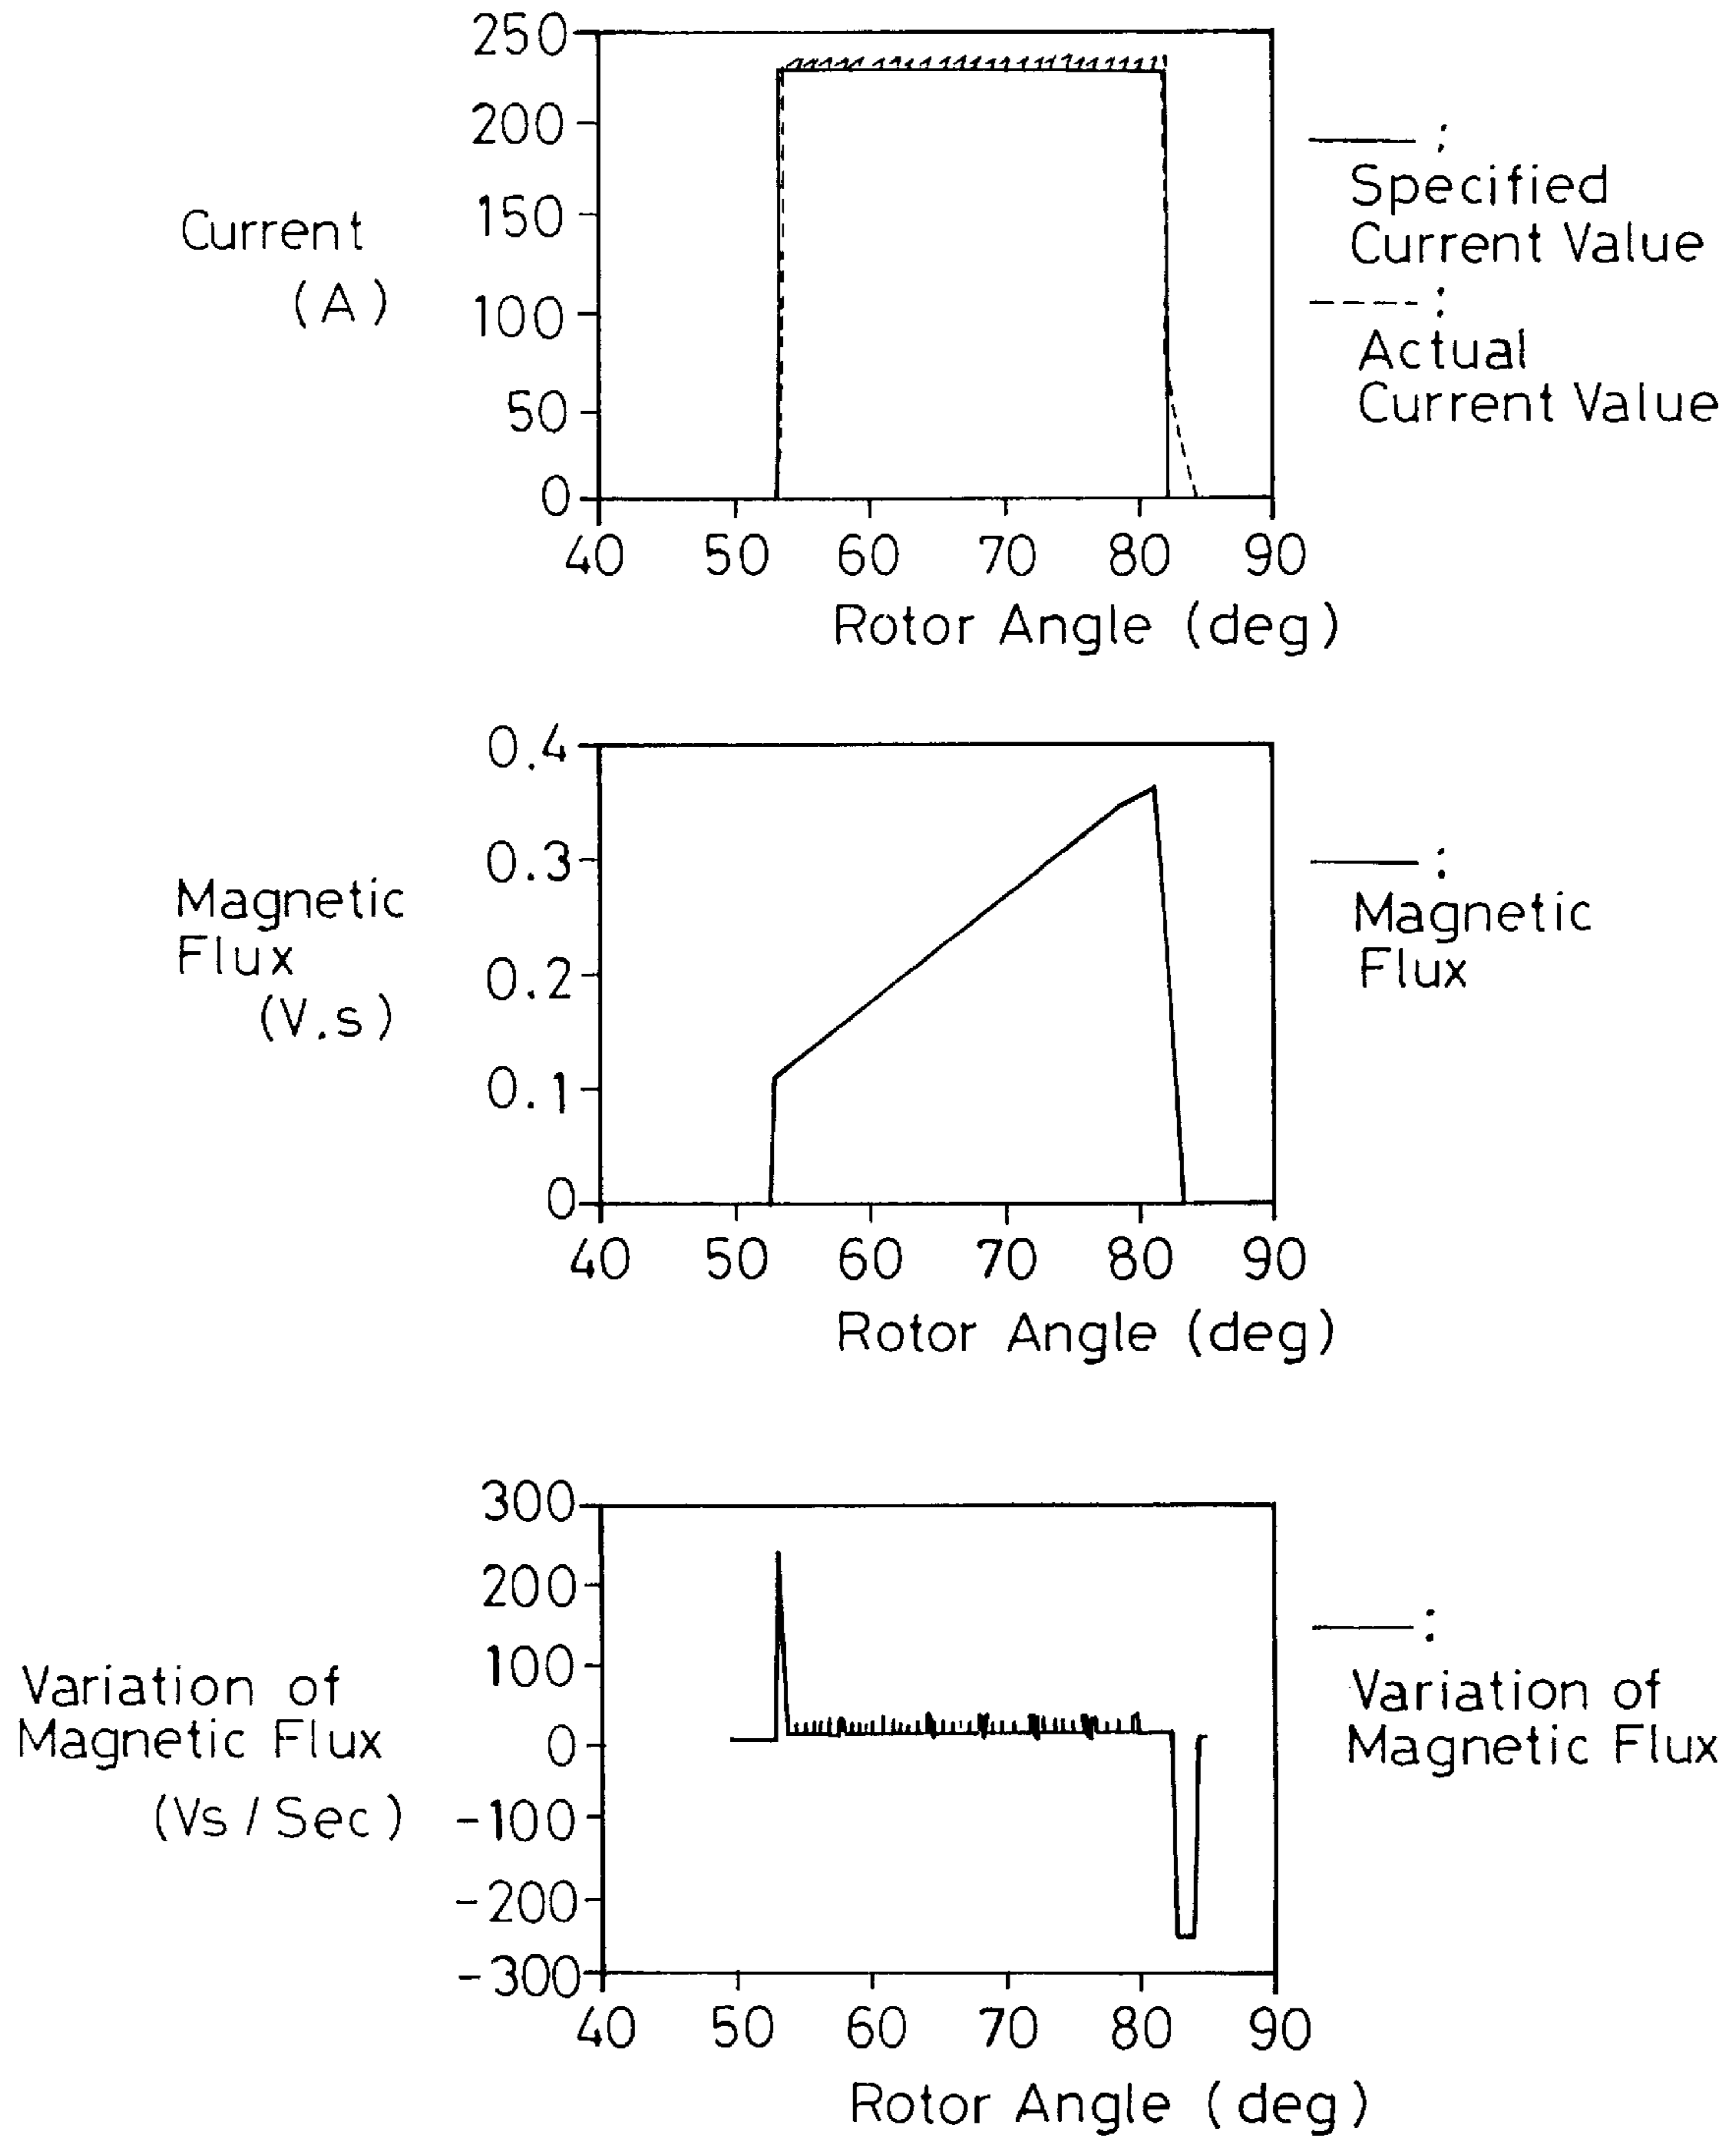 250
200
150
100
50
0
Current
(A)
40 50 60 70 80 90
Rotor Angle (deg)
:
Specified
Current Value
:
Actual
Current Value
0.4
0.3
0.2
0.1
0
Magnetic
Flux
(V.s)
40 50 60 70 80 90
Rotor Angle (deg)
:
Magnetic
Flux
300
200
100
0
-100
-200
-300
Variation of
Magnetic Flux
(Vs/Sec)
40 50 60 70 80 90
Rotor Angle (deg)
:
Variation of
Magnetic Flux